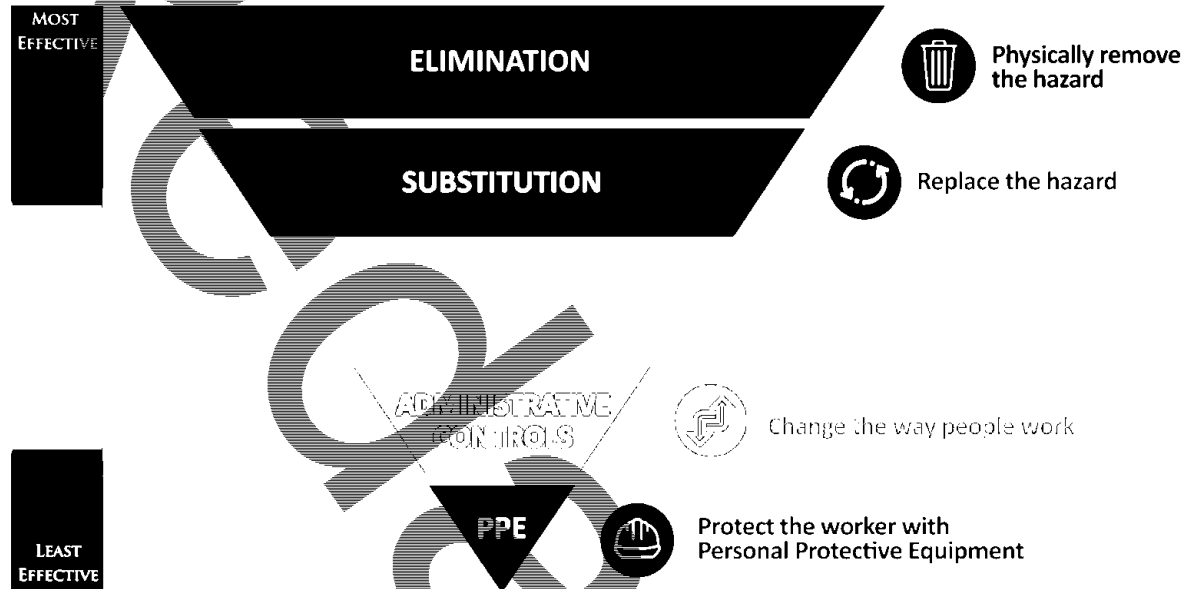 MOST
EFFECTIVE
ELIMINATION
Physically remove
the hazard
SUBSTITUTION
Replace the hazard
ADMINISTRATIVE
CONTROLS
Change the way people work
PPE
Protect the worker with
Personal Protective Equipment
LEAST
EFFECTIVE